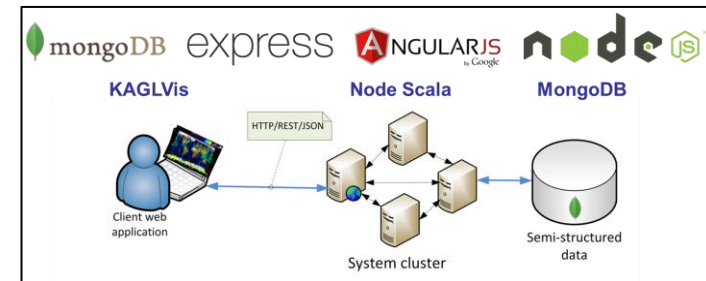 mongoDB express ANGULARJS node JS
by Google
KAGLVis Node Scala MongoDB
HTTP/REST/JSON
Client web
application
System cluster
Semi-structured
data